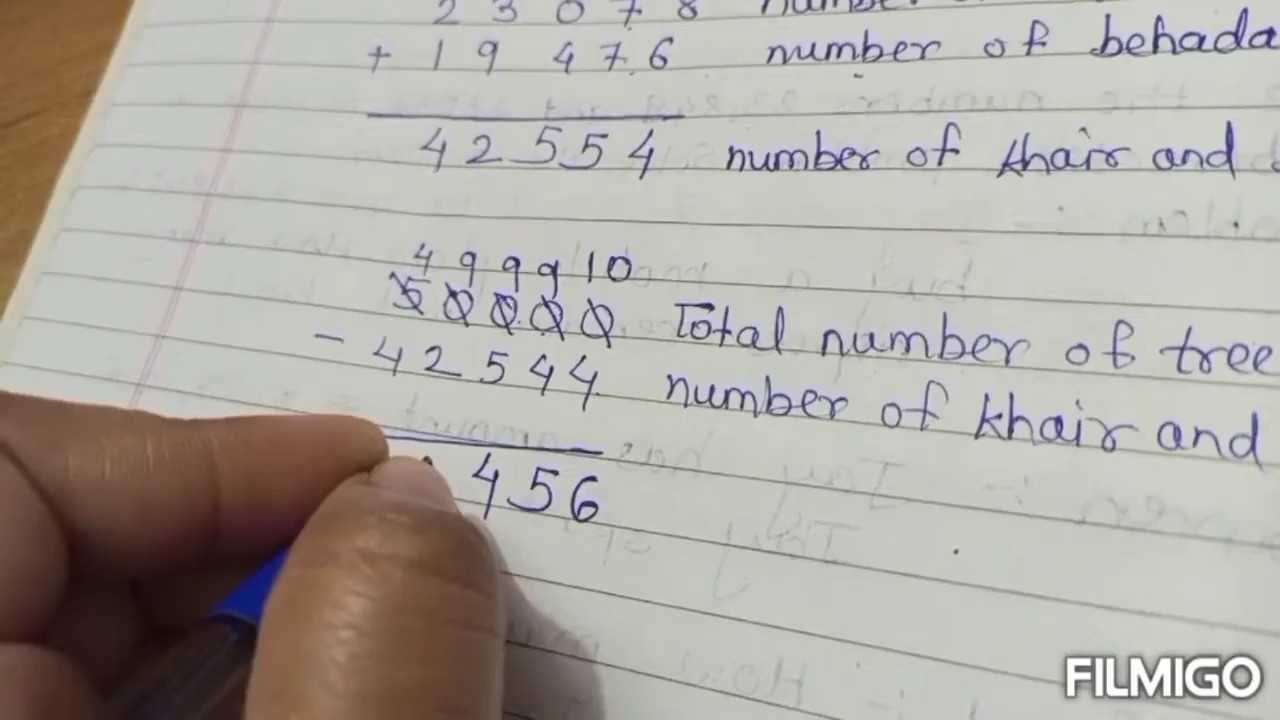 2 3 0 7 8 number
+ 1 9 4 7 6 number of behada
4 2 5 5 4 number of khair and
4 9 9 9 10
5 0 0 0 0 Total number of tree
- 4 2 5 4 4 number of khair and
4 5 6
FILMIGO